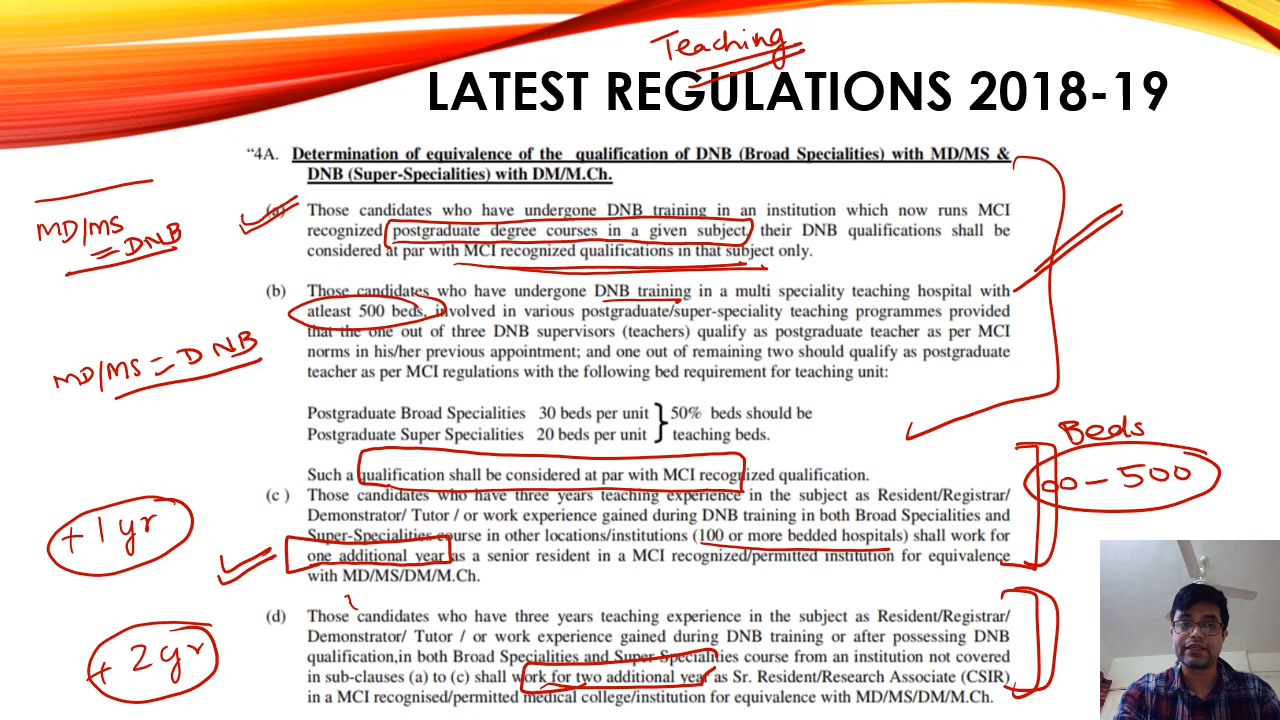 Teaching
LATEST REGULATIONS 2018-19
“4A. Determination of equivalence of the qualification of DNB (Broad Specialities) with MD/MS &
DNB (Super-Specialities) with DM/M.Ch.
(a) Those candidates who have undergone DNB training in an institution which now runs MCI
recognized postgraduate degree courses in a given subject, their DNB qualifications shall be
considered at par with MCI recognized qualifications in that subject only.
MD/MS
= DNB
(b) Those candidates who have undergone DNB training in a multi speciality teaching hospital with
atleast 500 beds, involved in various postgraduate/super-speciality teaching programmes provided
that the one out of three DNB supervisors (teachers) qualify as postgraduate teacher as per MCI
norms in his/her previous appointment; and one out of remaining two should qualify as postgraduate
teacher as per MCI regulations with the following bed requirement for teaching unit:
MD/MS = DNB
Postgraduate Broad Specialities 30 beds per unit } 50% beds should be
Postgraduate Super Specialities 20 beds per unit } teaching beds.
Beds
Such a qualification shall be considered at par with MCI recognized qualification.
00 - 500
(c ) Those candidates who have three years teaching experience in the subject as Resident/Registrar/
Demonstrator/ Tutor / or work experience gained during DNB training in both Broad Specialities and
Super-Specialities course in other locations/institutions (100 or more bedded hospitals) shall work for
one additional year as a senior resident in a MCI recognized/permitted institution for equivalence
with MD/MS/DM/M.Ch.
+ 1 yr
(d) Those candidates who have three years teaching experience in the subject as Resident/Registrar/
Demonstrator/ Tutor / or work experience gained during DNB training or after possessing DNB
qualification,in both Broad Specialities and Super Specialities course from an institution not covered
in sub-clauses (a) to (c) shall work for two additional year as Sr. Resident/Research Associate (CSIR)
in a MCI recognised/permitted medical college/institution for equivalence with MD/MS/DM/M.Ch.
+ 2 yr